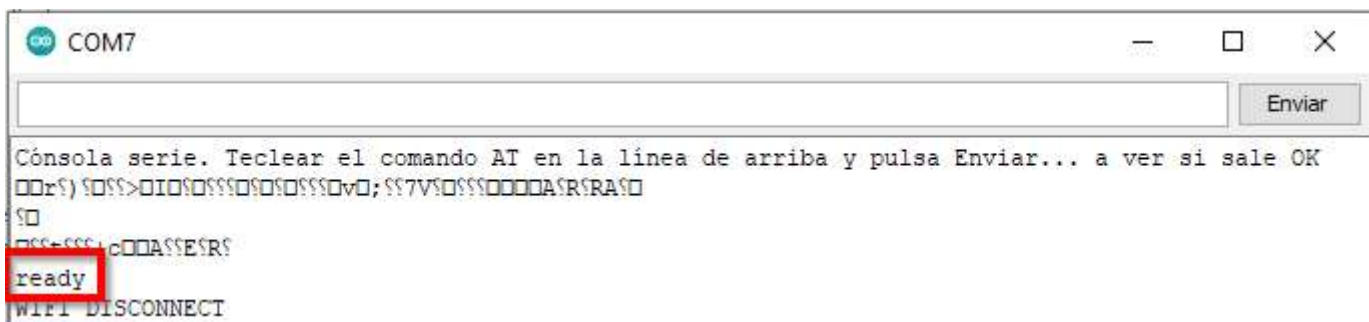 COM7
Enviar
Cónsola serie. Teclear el comando AT en la línea de arriba y pulsa Enviar... a ver si sale OK
ready
WIFI DISCONNECT